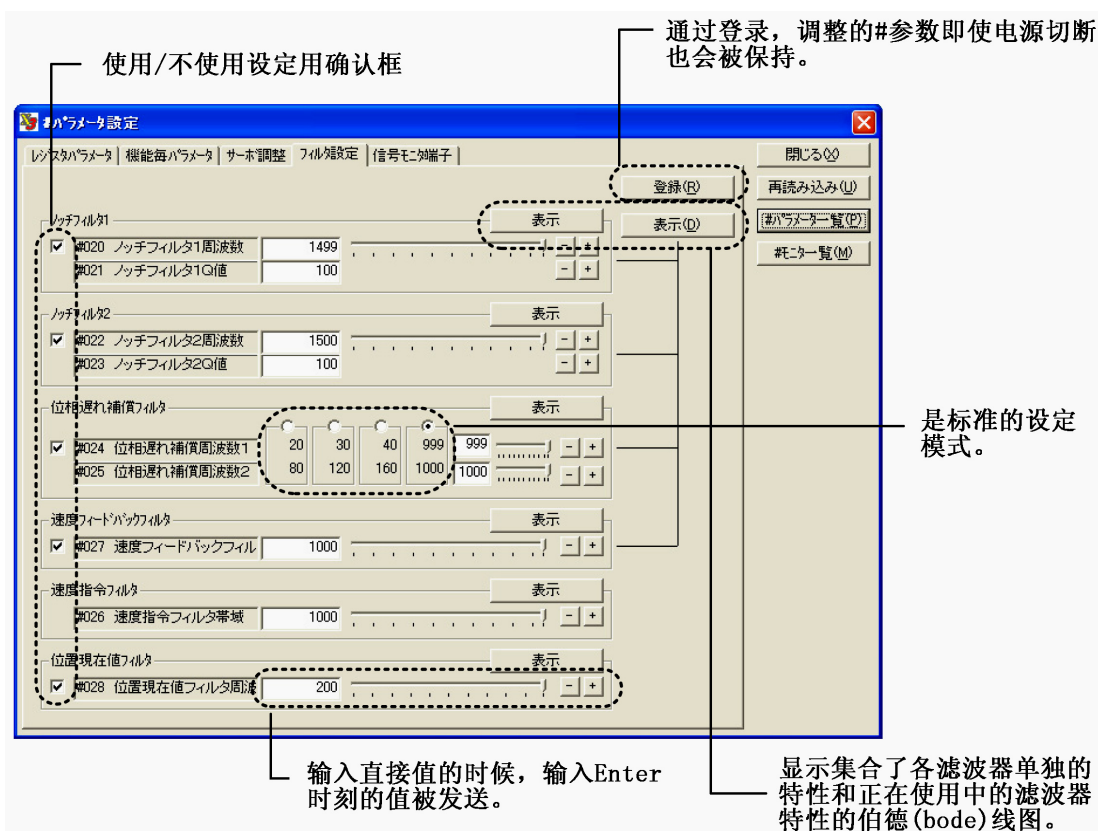 通过登录，调整的#参数即使电源切断
也会被保持。
使用/不使用设定用确认框
#パラメータ設定
レジスタパラメータ 機能毎パラメータ サーボ調整 フィルタ設定 信号モニタ端子
閉じる(X)
登録(R)
再読み込み(U)
ノッチフィルタ1
表示
表示(D)
#パラメーター覧(P)
#020 ノッチフィルタ1周波数 1499 - +
#モニター覧(M)
#021 ノッチフィルタ1Q値 100 - +
ノッチフィルタ2
表示
#022 ノッチフィルタ2周波数 1500 - +
#023 ノッチフィルタ2Q値 100 - +
位相遅れ補償フィルタ
表示
#024 位相遅れ補償周波数1 20 30 40 999 999 - +
#025 位相遅れ補償周波数2 80 120 160 1000 1000 - +
是标准的设定
模式。
速度フィードバックフィルタ
表示
#027 速度フィードバックフィル 1000 - +
速度指令フィルタ
表示
#026 速度指令フィルタ帯域 1000 - +
位置現在値フィルタ
表示
#028 位置現在値フィルタ周波 200 - +
输入直接值的时候，输入Enter
时刻的值被发送。
显示集合了各滤波器单独的
特性和正在使用中的滤波器
特性的伯德(bode)线图。